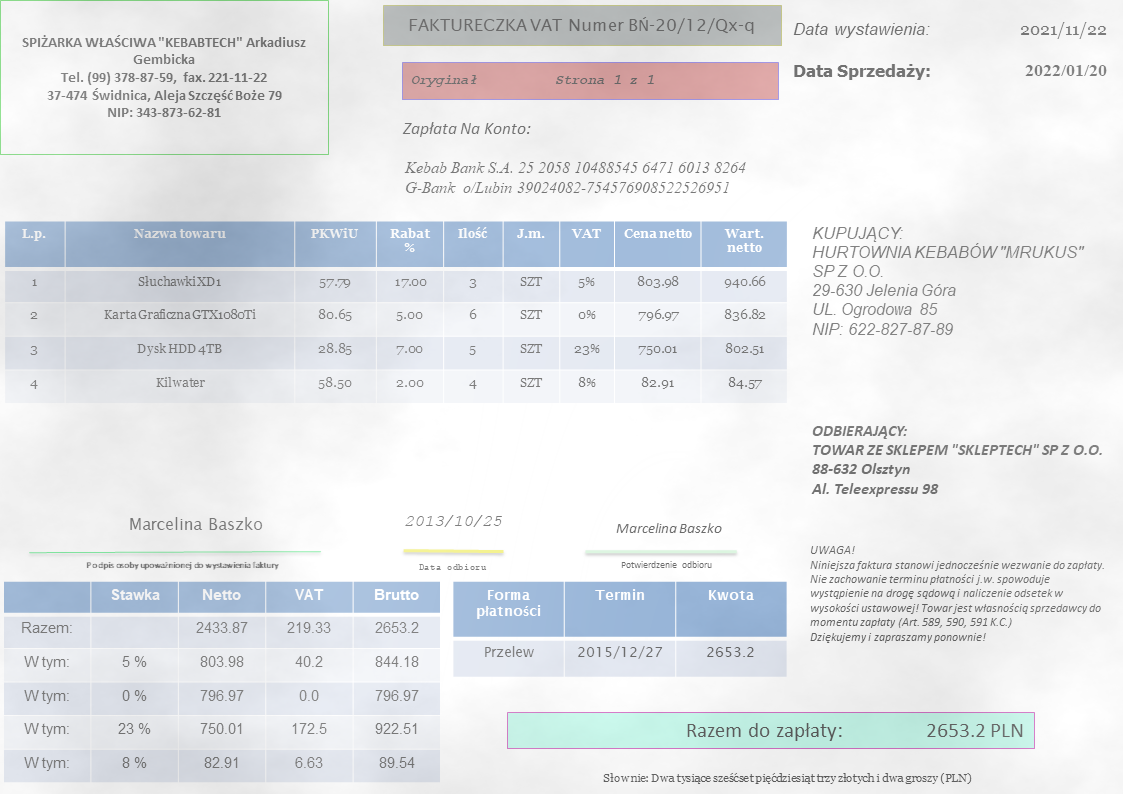 SPIŻARKA WŁAŚCIWA "KEBABTECH" Arkadiusz
Gembicka
Tel. (99) 378-87-59, fax. 221-11-22
37-474 Świdnica, Aleja Szczęść Boże 79
NIP: 343-873-62-81
FAKTURECZKA VAT Numer BŃ-20/12/Qx-q
Oryginał Strona 1 z 1
Data wystawienia: 2021/11/22
Data Sprzedaży: 2022/01/20
Zapłata Na Konto:
Kebab Bank S.A. 25 2058 10488545 6471 6013 8264
G-Bank o/Lubin 39024082-754576908522526951
L.p. Nazwa towaru PKWiU Rabat % Ilość J.m. VAT Cena netto Wart. netto
1 Słuchawki XD1 57.79 17.00 3 SZT 5% 803.98 940.66
2 Karta Graficzna GTX1080Ti 80.65 5.00 6 SZT 0% 796.97 836.82
3 Dysk HDD 4TB 28.85 7.00 5 SZT 23% 750.01 802.51
4 Kilwater 58.50 2.00 4 SZT 8% 82.91 84.57
KUPUJĄCY:
HURTOWNIA KEBABÓW "MRUKUS"
SP Z O.O.
29-630 Jelenia Góra
UL. Ogrodowa 85
NIP: 622-827-87-89
ODBIERAJĄCY:
TOWAR ZE SKLEPEM "SKLEPTECH" SP Z O.O.
88-632 Olsztyn
Al. Teleexpressu 98
Marcelina Baszko
Podpis osoby upoważnionej do wystawienia faktury
2013/10/25
Data odbioru
Marcelina Baszko
Potwierdzenie odbioru
UWAGA!
Niniejsza faktura stanowi jednocześnie wezwanie do zapłaty.
Nie zachowanie terminu płatności j.w. spowoduje
wystąpienie na drogę sądową i naliczenie odsetek w
wysokości ustawowej! Towar jest własnością sprzedawcy do
momentu zapłaty (Art. 589, 590, 591 K.C.)
Dziękujemy i zapraszamy ponownie!
Stawka Netto VAT Brutto
Razem: 2433.87 219.33 2653.2
W tym: 5 % 803.98 40.2 844.18
W tym: 0 % 796.97 0.0 796.97
W tym: 23 % 750.01 172.5 922.51
W tym: 8 % 82.91 6.63 89.54
Forma płatności Termin Kwota
Przelew 2015/12/27 2653.2
Razem do zapłaty: 2653.2 PLN
Słownie: Dwa tysiące sześćset pięćdziesiąt trzy złotych i dwa groszy (PLN)